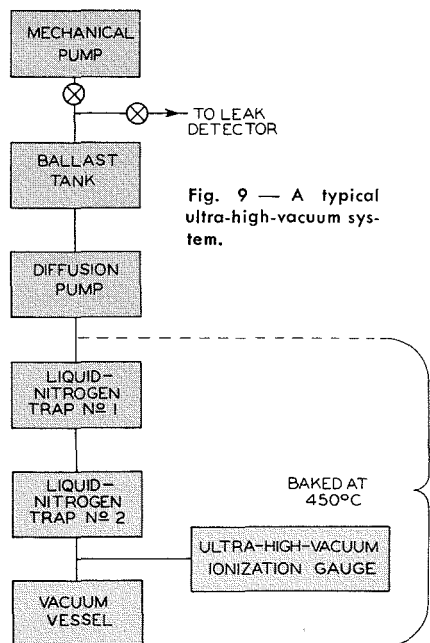 MECHANICAL
PUMP
TO LEAK
DETECTOR
BALLAST
TANK
Fig. 9 — A typical
ultra-high-vacuum sys-
tem.
DIFFUSION
PUMP
LIQUID-
NITROGEN
TRAP Nº 1
LIQUID-
NITROGEN
TRAP Nº 2
BAKED AT
450°C
ULTRA-HIGH-VACUUM
IONIZATION GAUGE
VACUUM
VESSEL